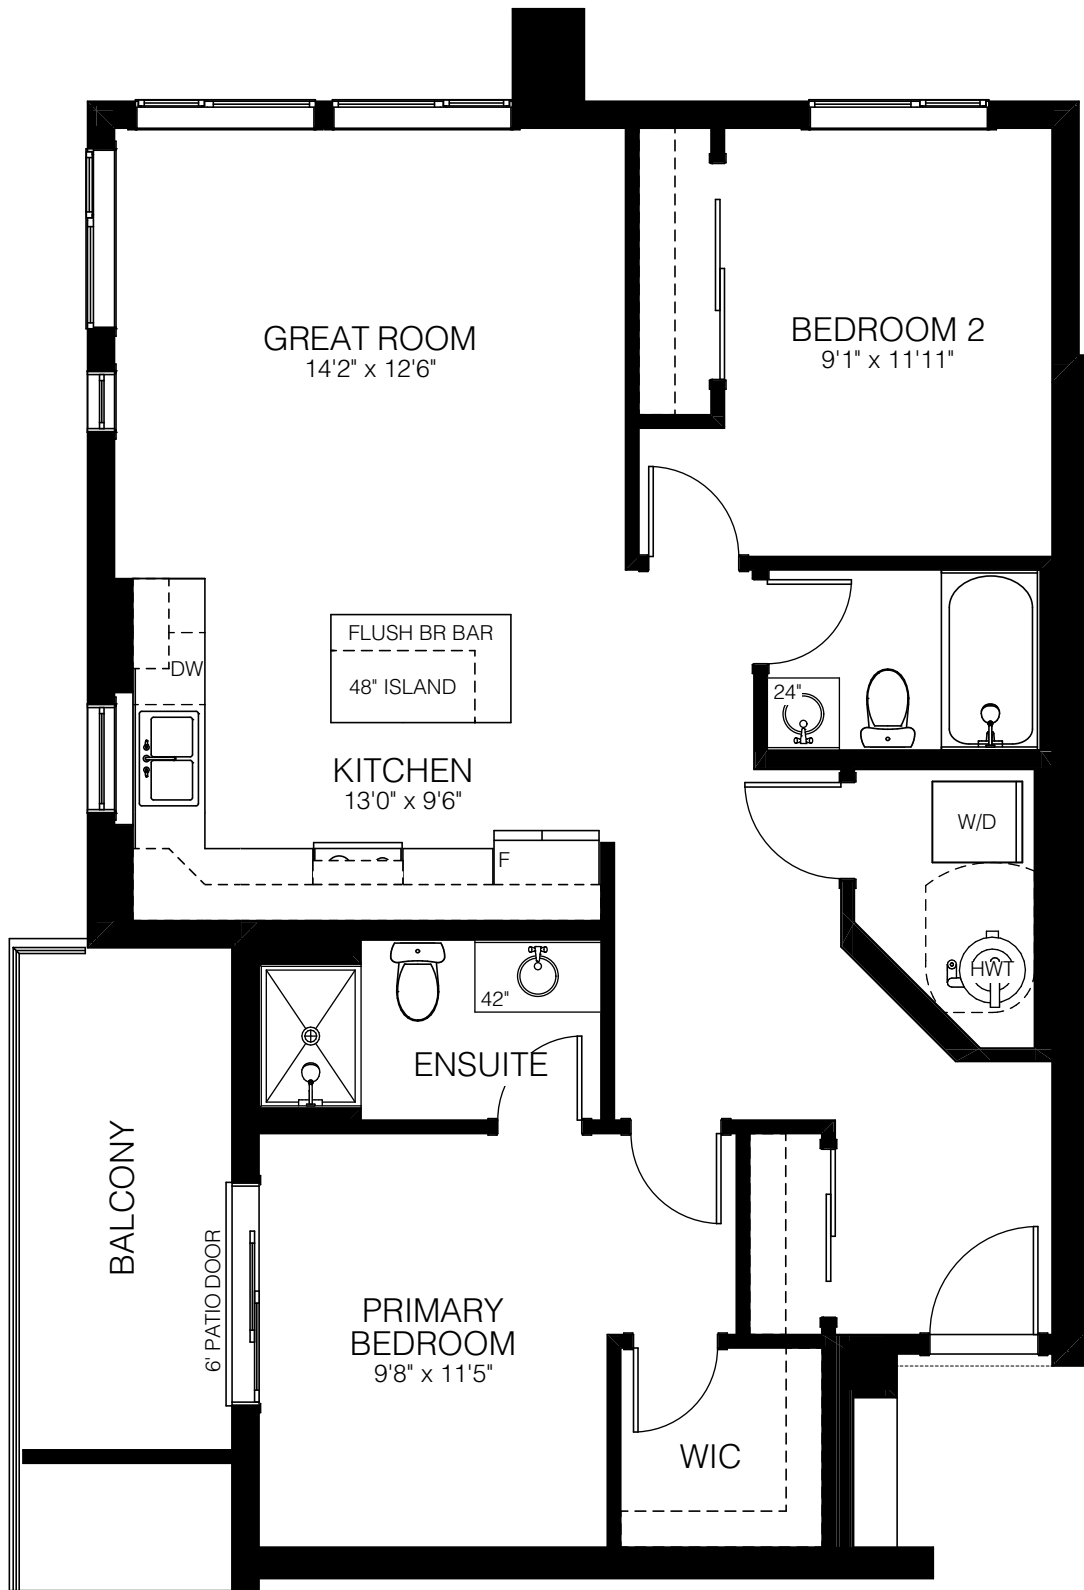 GREAT ROOM
14'2" x 12'6"
BEDROOM 2
9'1" x 11'11"
FLUSH BR BAR
48" ISLAND
DW
24"
KITCHEN
13'0" x 9'6"
F
W/D
HWT
42"
ENSUITE
BALCONY
6' PATIO DOOR
PRIMARY
BEDROOM
9'8" x 11'5"
WIC